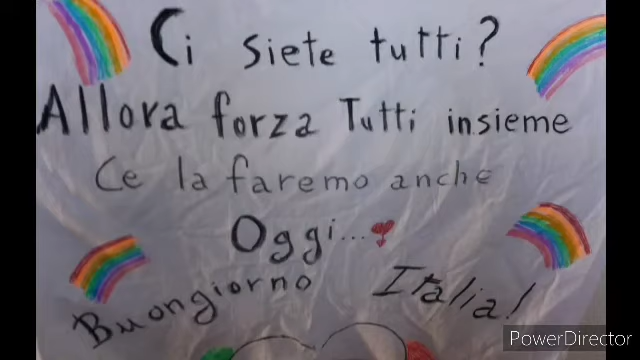 Ci siete tutti?
Allora forza Tutti insieme
Ce la faremo anche
Oggi...
Buongiorno Italia!
PowerDirector